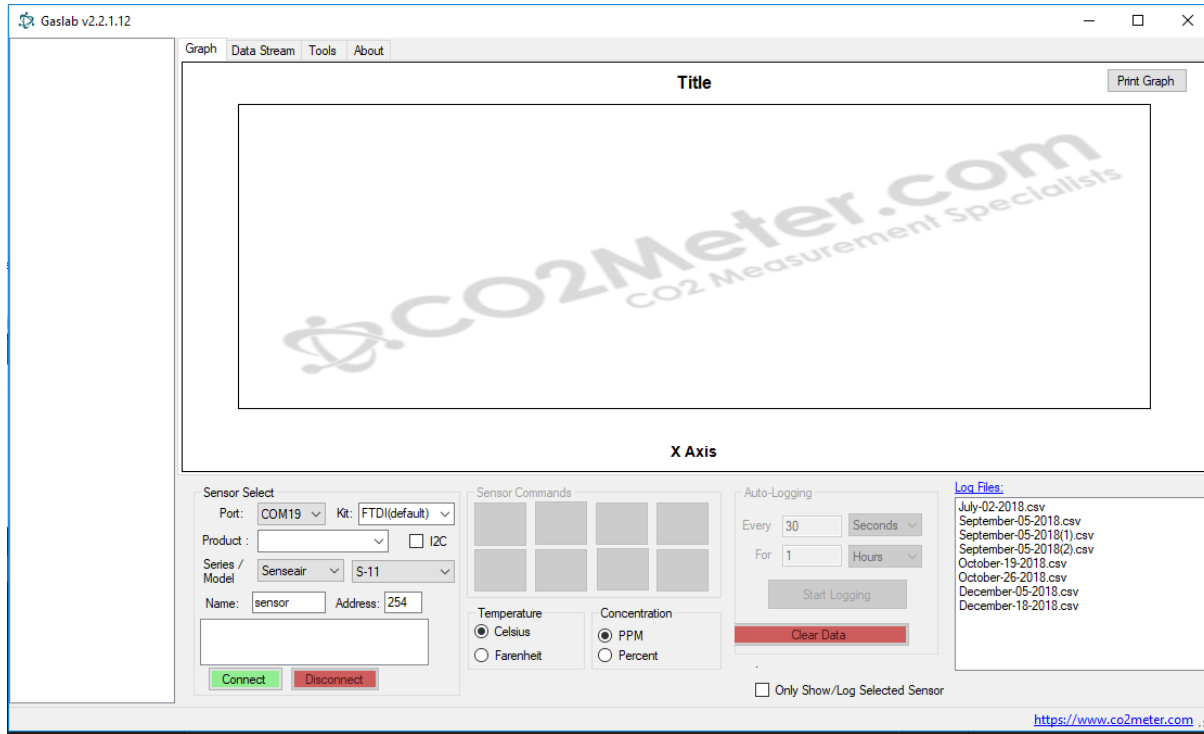 Gaslab v2.2.1.12
Graph Data Stream Tools About
Title
Print Graph
CO2Meter.com
CO2 Measurement Specialists
X Axis
Sensor Select
Port: COM19 Kit: FTDI(default)
Product : I2C
Series / Model Senseair S-11
Name: sensor Address: 254
Connect Disconnect
Sensor Commands
Temperature
Celsius
Farenheit
Concentration
PPM
Percent
Auto-Logging
Every 30 Seconds
For 1 Hours
Start Logging
Clear Data
.
Only Show/Log Selected Sensor
Log Files:
July-02-2018.csv
September-05-2018.csv
September-05-2018(1).csv
September-05-2018(2).csv
October-19-2018.csv
October-26-2018.csv
December-05-2018.csv
December-18-2018.csv
https://www.co2meter.com